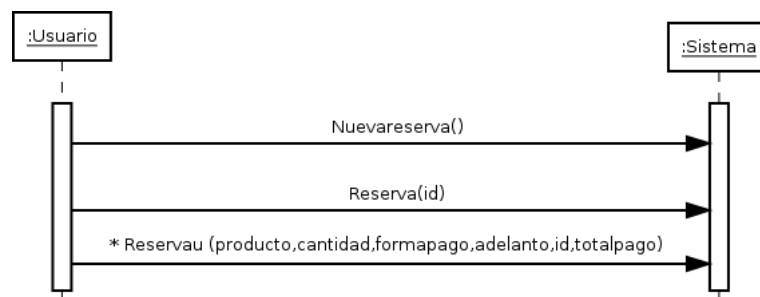 :Usuario
:Sistema
Nuevareserva()
Reserva(id)
* Reservau (producto,cantidad,formapago,adelanto,id,totalpago)